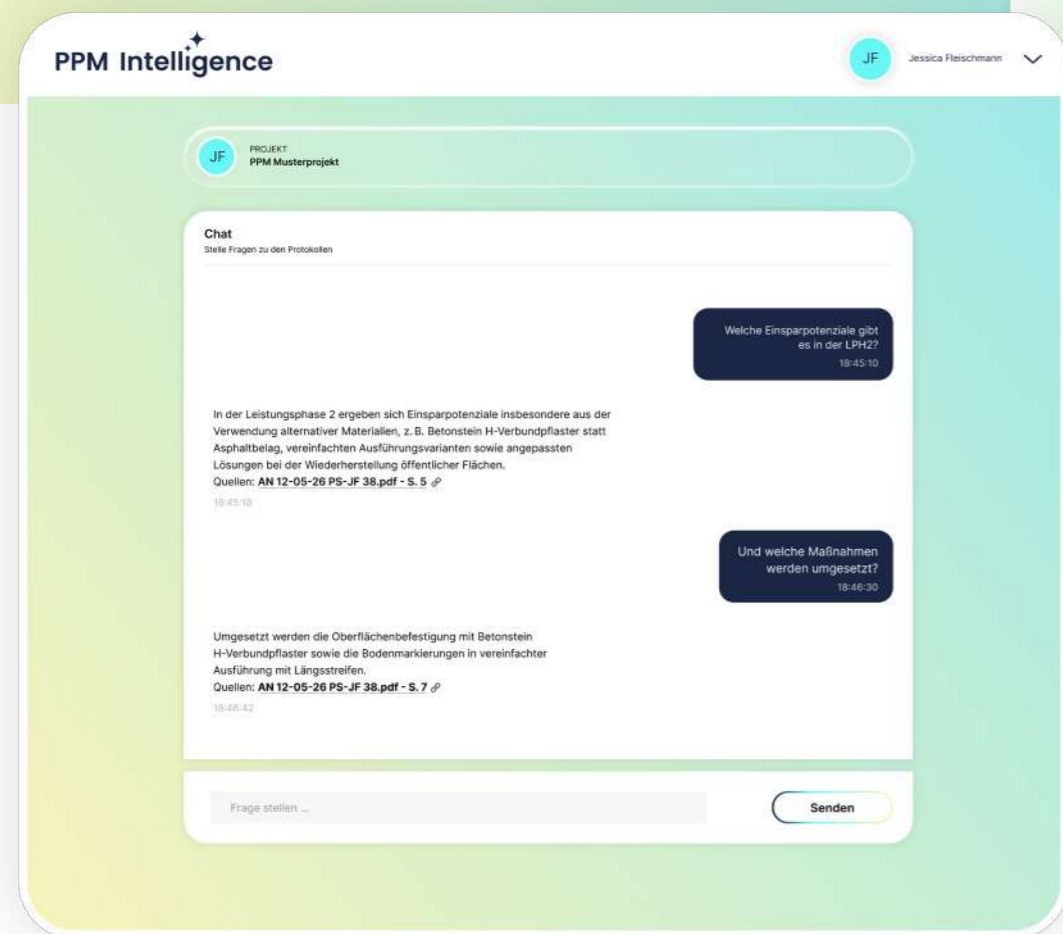 PPM Intelligence
JF
Jessica Fleischmann
JF
PROJEKT
PPM Musterprojekt
Chat
Stelle Fragen zu den Protokollen
Welche Einsparpotenziale gibt
es in der LPH2?
18:45:10
In der Leistungsphase 2 ergeben sich Einsparpotenziale insbesondere aus der
Verwendung alternativer Materialien, z. B. Betonstein H-Verbundpflaster statt
Asphaltbelag, vereinfachten Ausführungsvarianten sowie angepassten
Lösungen bei der Wiederherstellung öffentlicher Flächen.
Quellen: AN 12-05-26 PS-JF 38.pdf - S. 5
18:45:18
Und welche Maßnahmen
werden umgesetzt?
18:46:30
Umgesetzt werden die Oberflächenbefestigung mit Betonstein
H-Verbundpflaster sowie die Bodenmarkierungen in vereinfachter
Ausführung mit Längsstreifen.
Quellen: AN 12-05-26 PS-JF 38.pdf - S. 7
18:46:42
Frage stellen ...
Senden